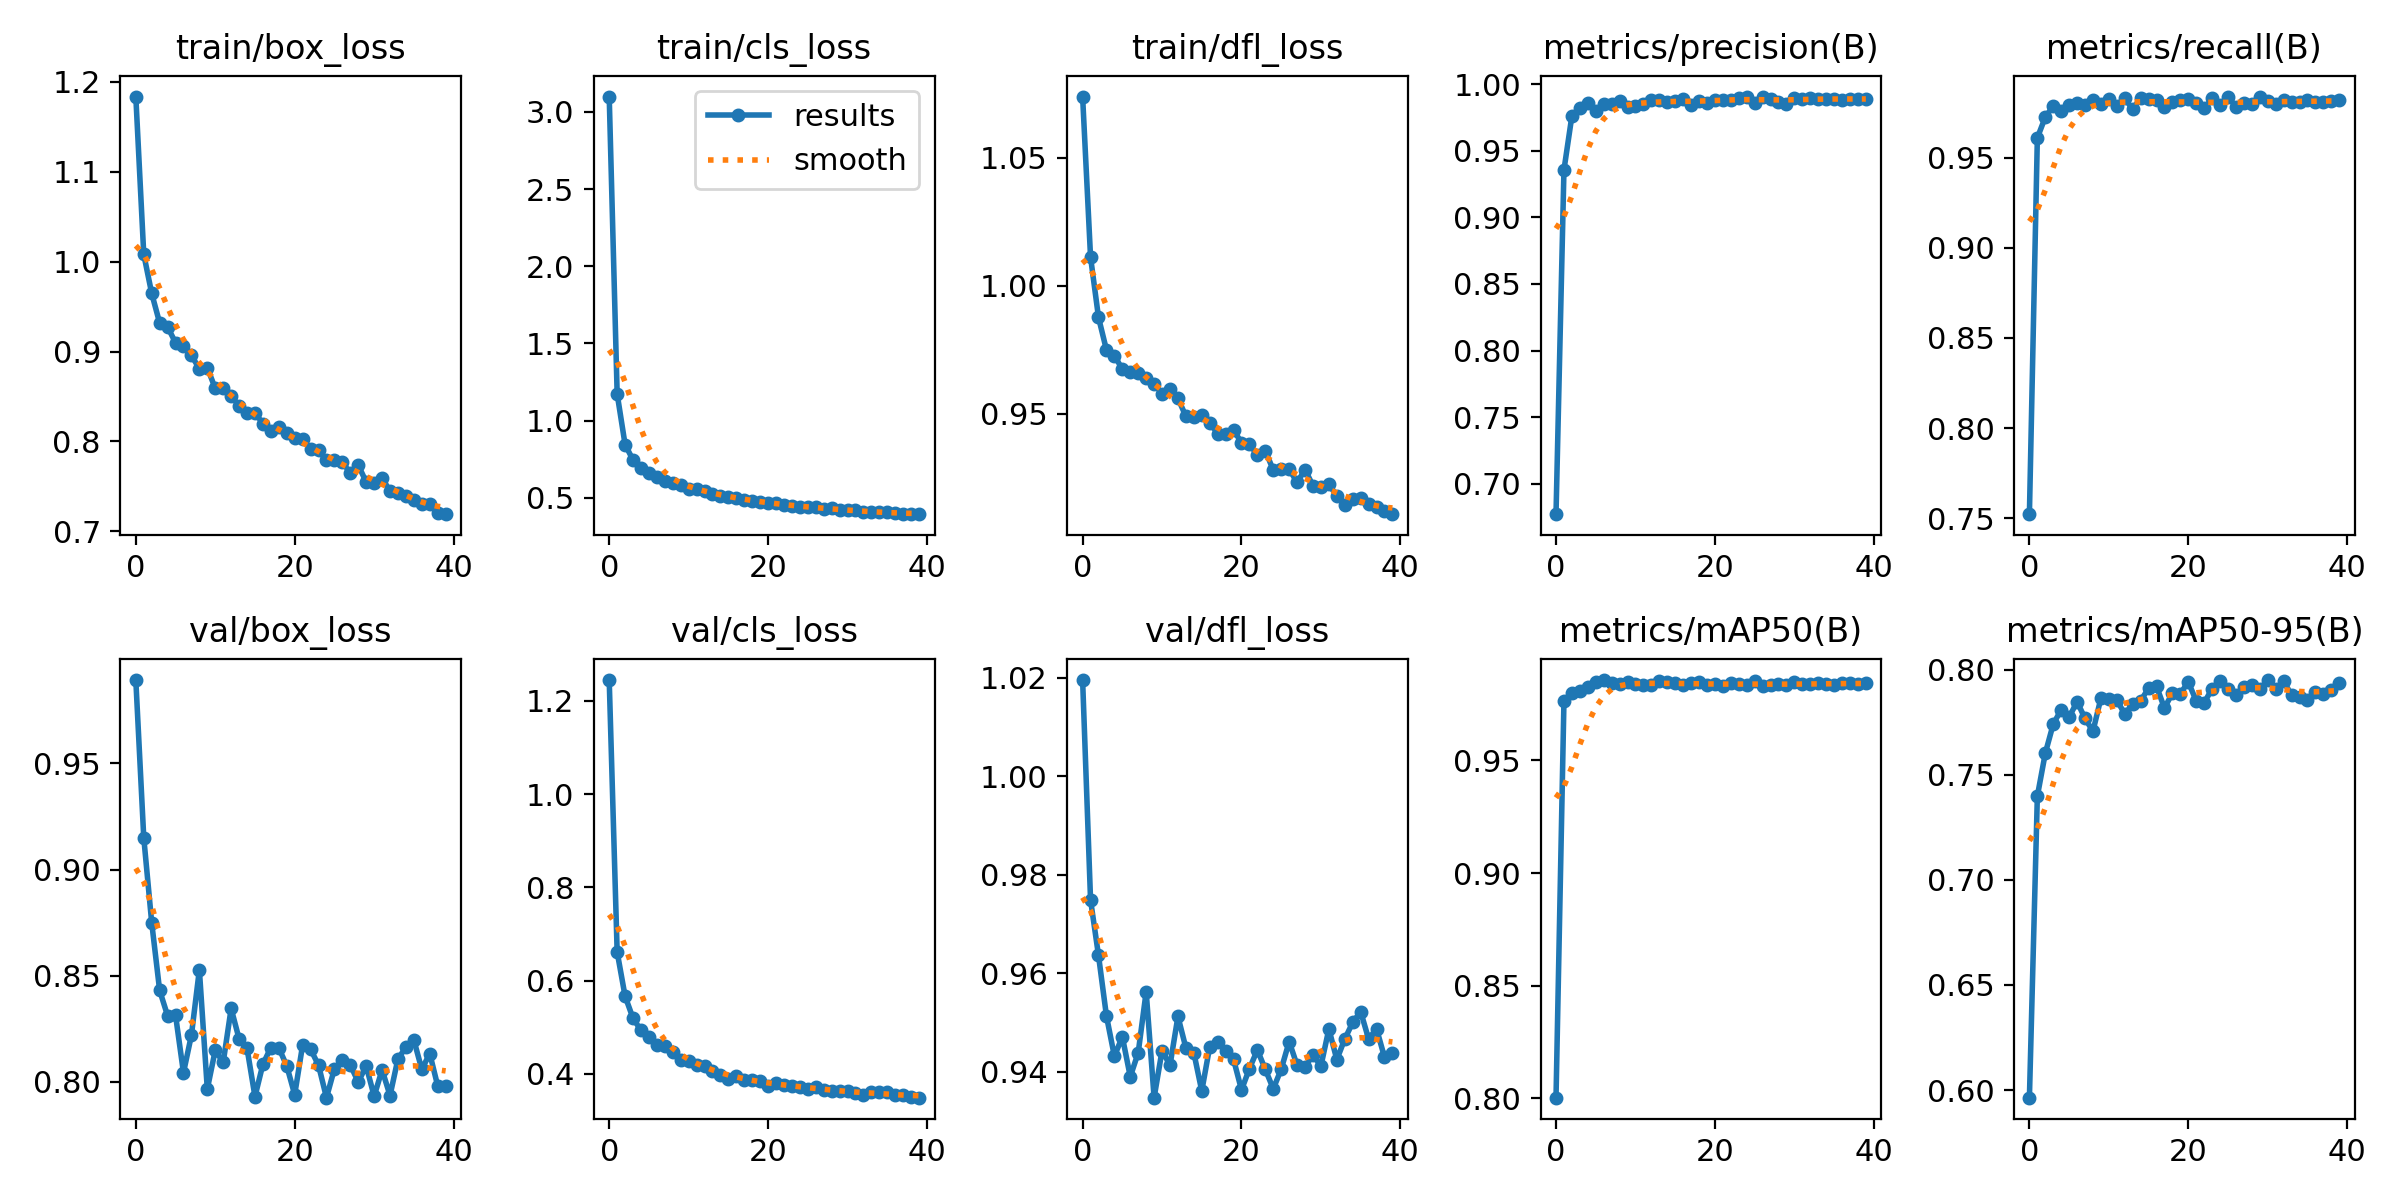 train/box_loss
1.2
1.1
1.0
0.9
0.8
0.7
0 20 40
train/cls_loss
results
smooth
3.0
2.5
2.0
1.5
1.0
0.5
0 20 40
train/dfl_loss
1.05
1.00
0.95
0 20 40
metrics/precision(B)
1.00
0.95
0.90
0.85
0.80
0.75
0.70
0 20 40
metrics/recall(B)
0.95
0.90
0.85
0.80
0.75
0 20 40
val/box_loss
0.95
0.90
0.85
0.80
0 20 40
val/cls_loss
1.2
1.0
0.8
0.6
0.4
0 20 40
val/dfl_loss
1.02
1.00
0.98
0.96
0.94
0 20 40
metrics/mAP50(B)
0.95
0.90
0.85
0.80
0 20 40
metrics/mAP50-95(B)
0.80
0.75
0.70
0.65
0.60
0 20 40